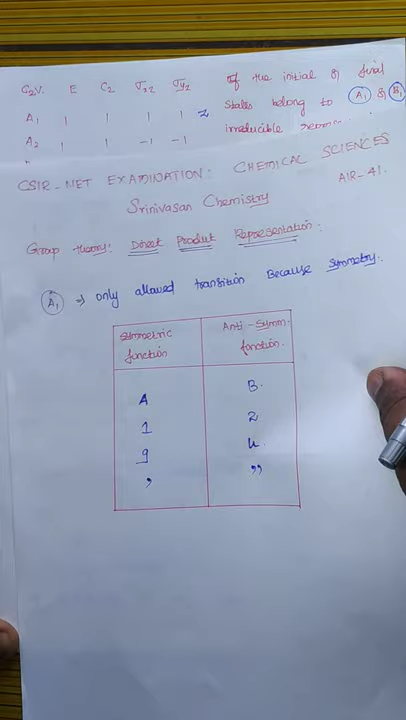 C2V. E C2 σxz σyz
A1 1 1 1 1 z
A2 1 1 -1 -1
If the initial & final
states belong to A1 & B1
irreducible
CSIR-NET EXAMINATION: CHEMICAL SCIENCES
Srinivasan Chemistry AIR-41.
Group theory: Direct Product Representation:
A1 ⇒ only allowed transition Because symmetry.
Symmetric function Anti-Symm. function.
A B.
1 2
g u.
' ''